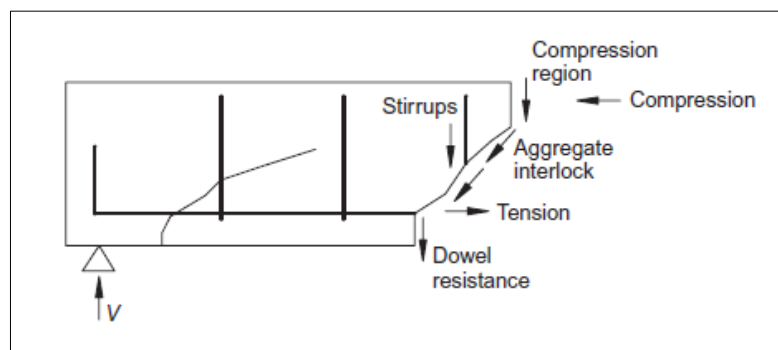 Compression
region
Stirrups
Compression
Aggregate
interlock
Tension
Dowel
resistance
V